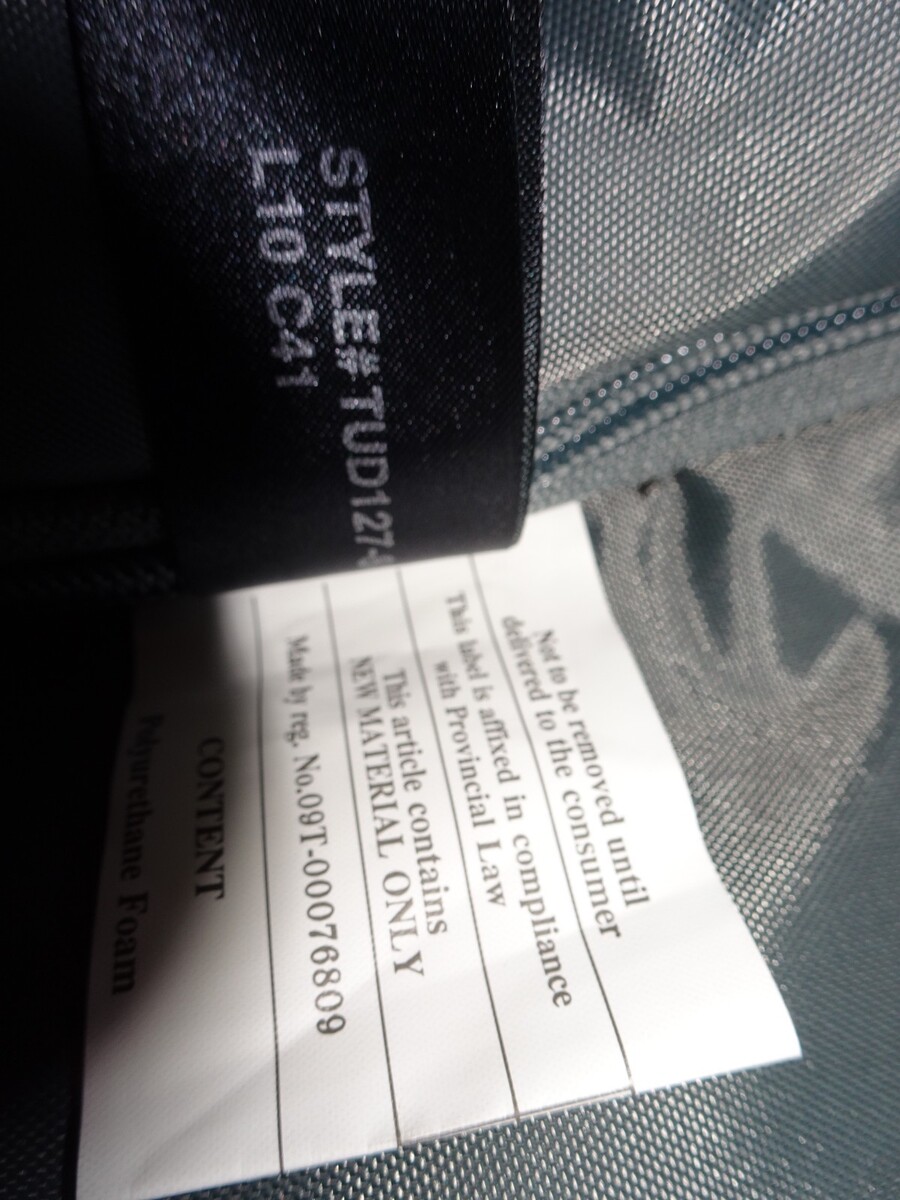 STYLE#TUD127-
L10 C41
Not to be removed until
delivered to the consumer
This label is affixed in compliance
with Provincial Law
This article contains
NEW MATERIAL ONLY
Made by reg. No.09T-00076809
CONTENT
Polyurethane Foam